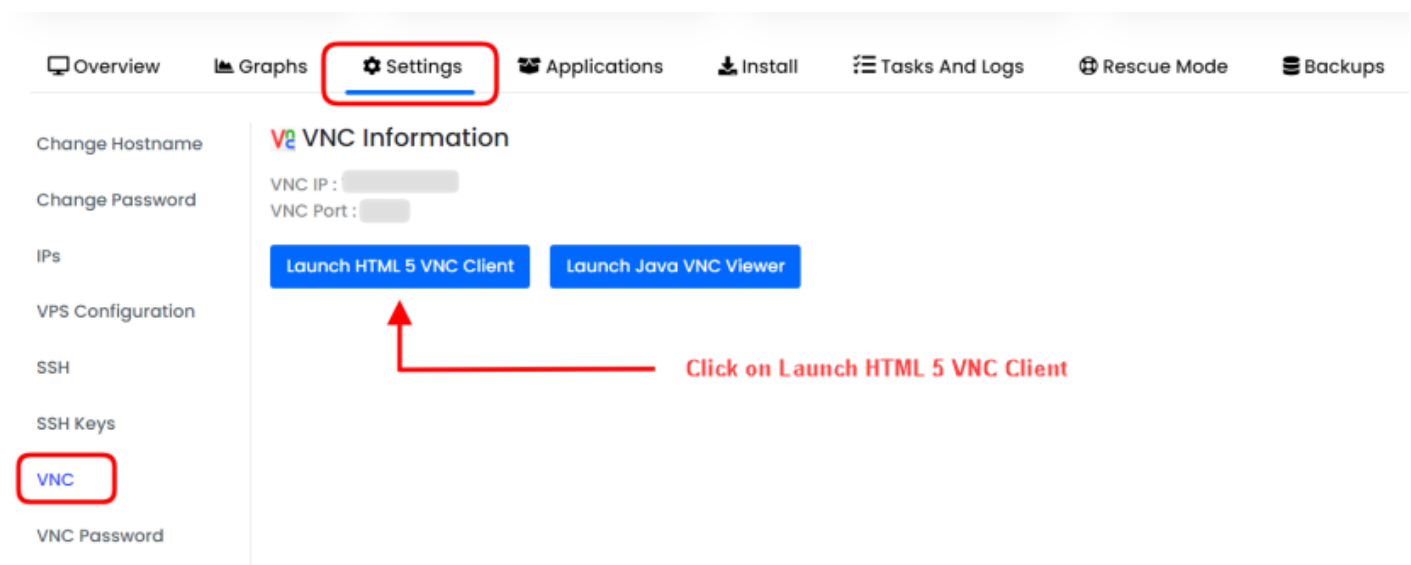 Overview Graphs Settings Applications Install Tasks And Logs Rescue Mode Backups
Change Hostname
Change Password
IPs
VPS Configuration
SSH
SSH Keys
VNC
VNC Password
VNC Information
VNC IP :
VNC Port :
Launch HTML 5 VNC Client Launch Java VNC Viewer
Click on Launch HTML 5 VNC Client